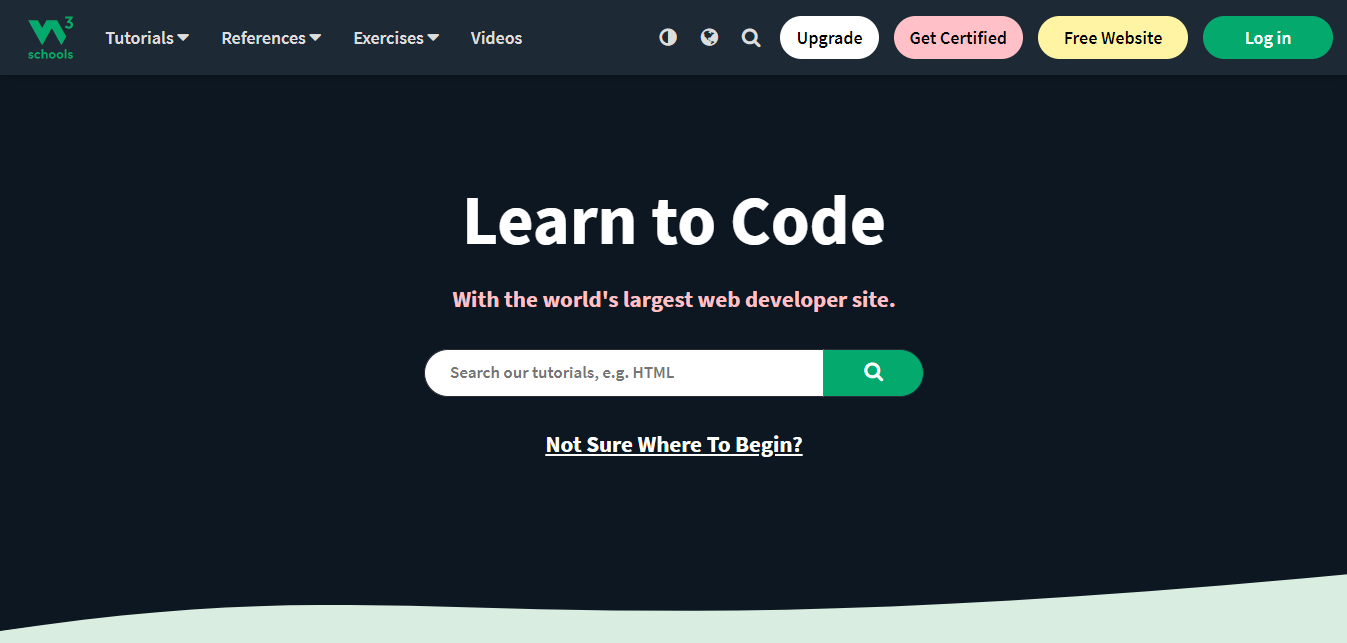 3
schools
Tutorials References Exercises Videos Upgrade Get Certified Free Website Log in
Learn to Code
With the world's largest web developer site.
Search our tutorials, e.g. HTML
Not Sure Where To Begin?